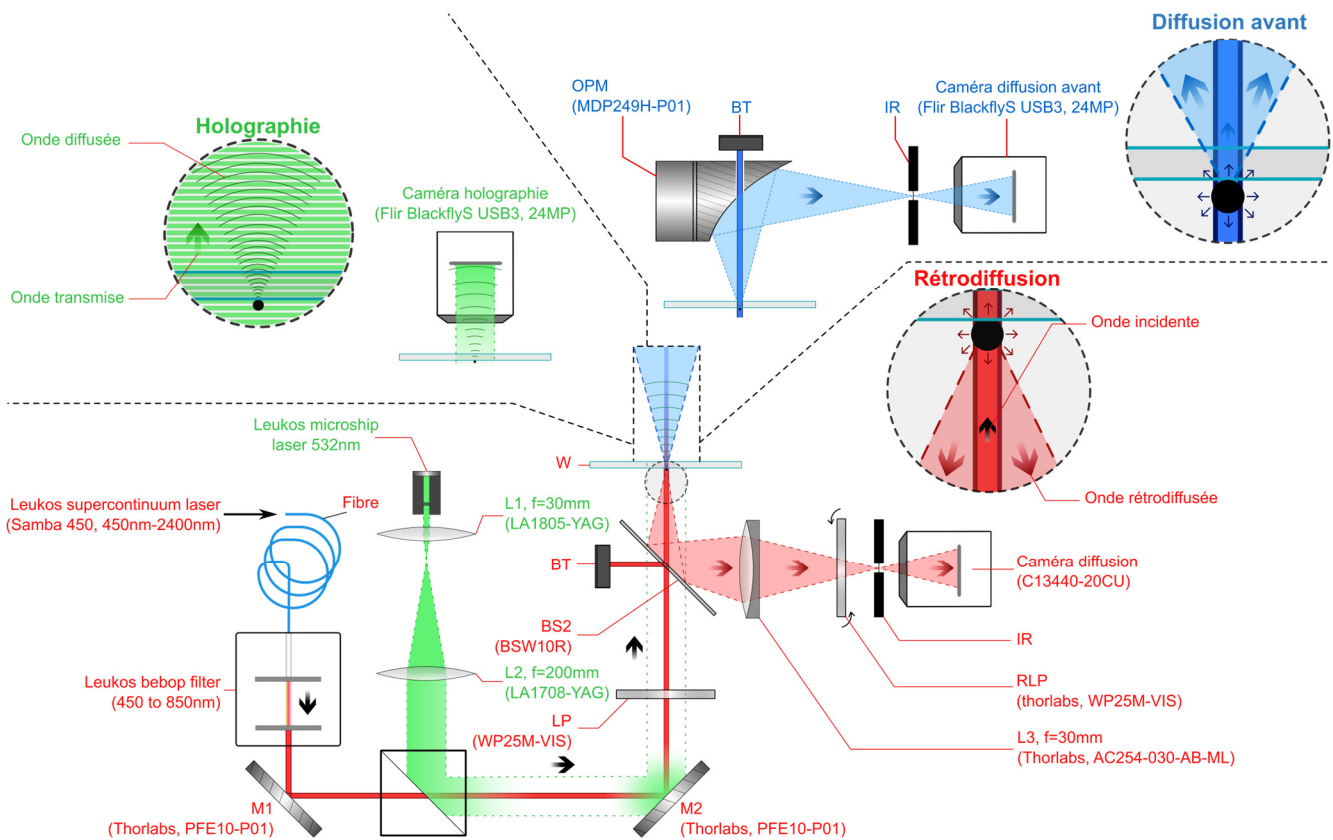 Diffusion avant
OPM
(MDP249H-P01)
BT
IR
Caméra diffusion avant
(Flir BlackflyS USB3, 24MP)
Holographie
Onde diffusée
Onde transmise
Caméra holographie
(Flir BlackflyS USB3, 24MP)
Rétrodiffusion
Onde incidente
Onde rétrodiffusée
Leukos microship
laser 532nm
W
Leukos supercontinuum laser
(Samba 450, 450nm-2400nm)
Fibre
L1, f=30mm
(LA1805-YAG)
BT
Caméra diffusion
(C13440-20CU)
BS2
(BSW10R)
IR
Leukos bebop filter
(450 to 850nm)
L2, f=200mm
(LA1708-YAG)
RLP
(thorlabs, WP25M-VIS)
LP
(WP25M-VIS)
L3, f=30mm
(Thorlabs, AC254-030-AB-ML)
M1
(Thorlabs, PFE10-P01)
M2
(Thorlabs, PFE10-P01)